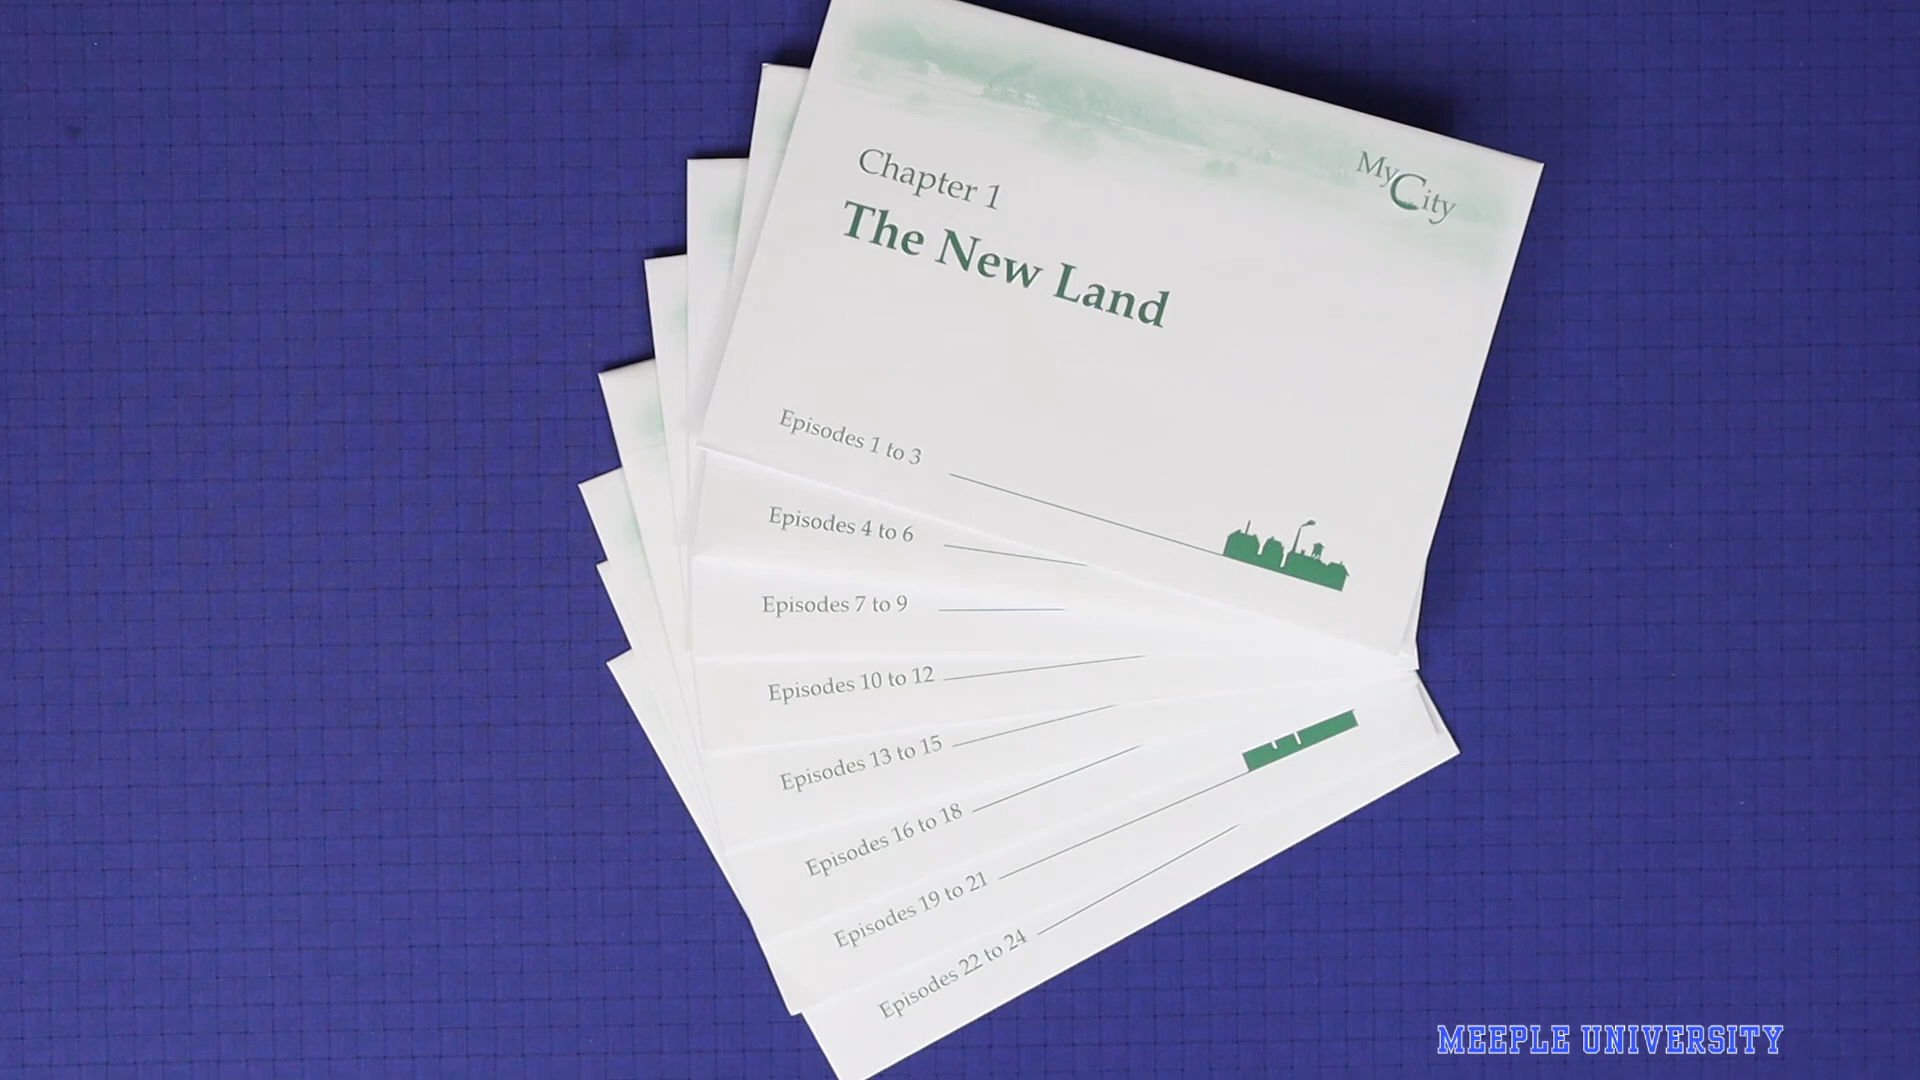 My City
Chapter 1
The New Land
Episodes 1 to 3
Episodes 4 to 6
Episodes 7 to 9
Episodes 10 to 12
Episodes 13 to 15
Episodes 16 to 18
Episodes 19 to 21
Episodes 22 to 24
MEEPLE UNIVERSITY